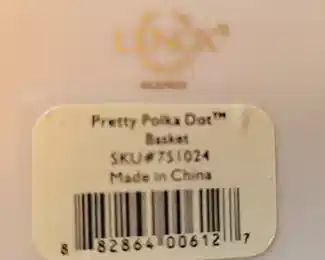 LENOX®
Pretty Polka Dot™
Basket
SKU#751024
Made in China
8 82864 00612 7